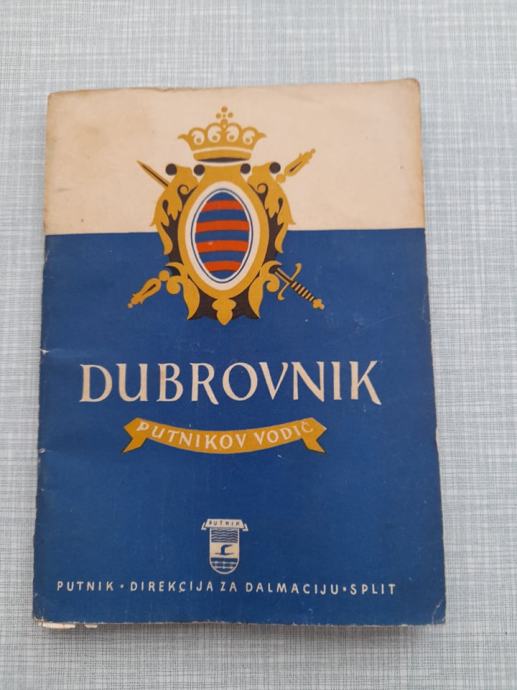 DUBROVNIK
PUTNIKOV VODIČ
PUTNIK
PUTNIK • DIREKCIJA ZA DALMACIJU • SPLIT